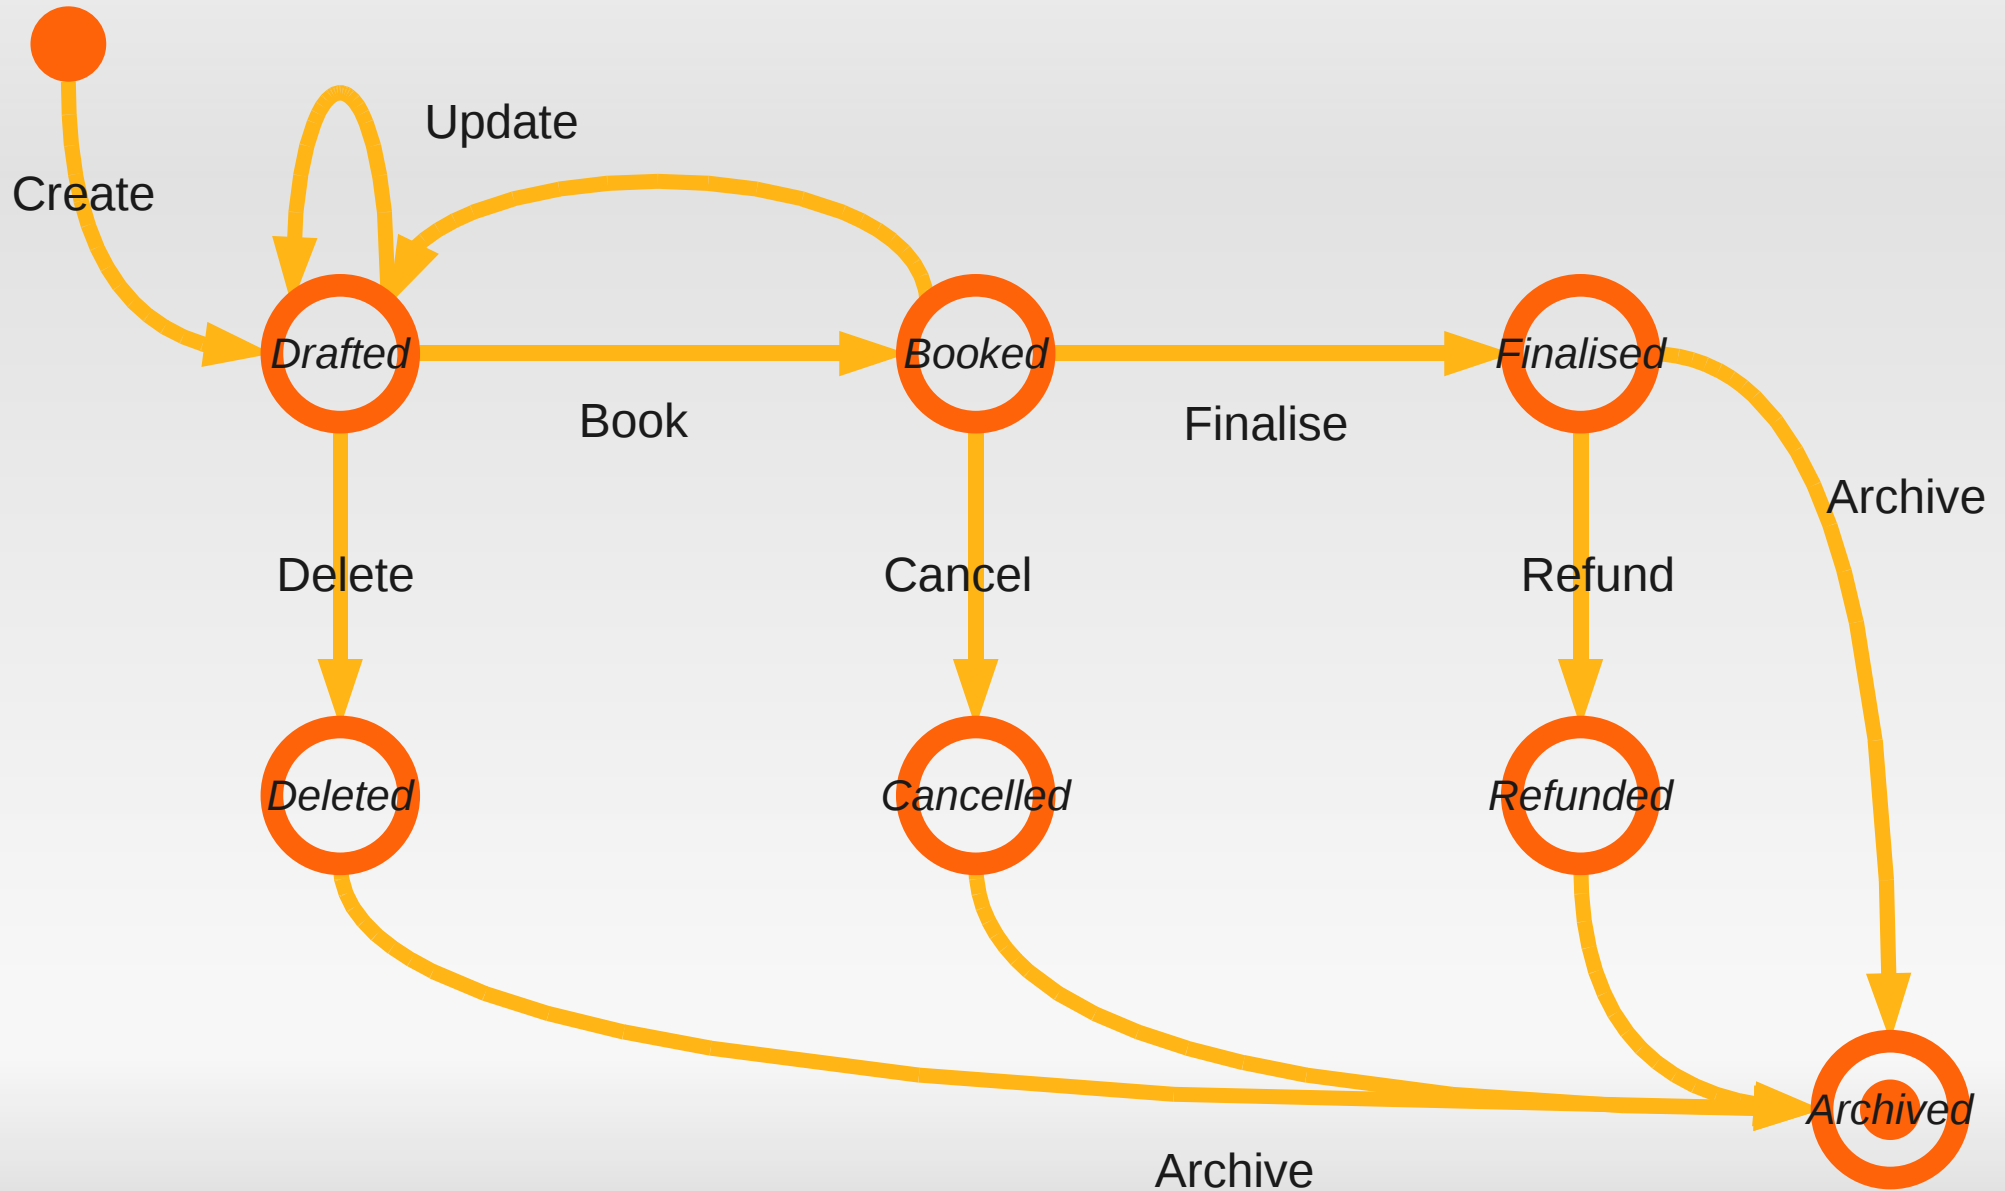 Update
Create
Drafted
Booked
Finalised
Book
Finalise
Archive
Delete
Cancel
Refund
Deleted
Cancelled
Refunded
Archived
Archive